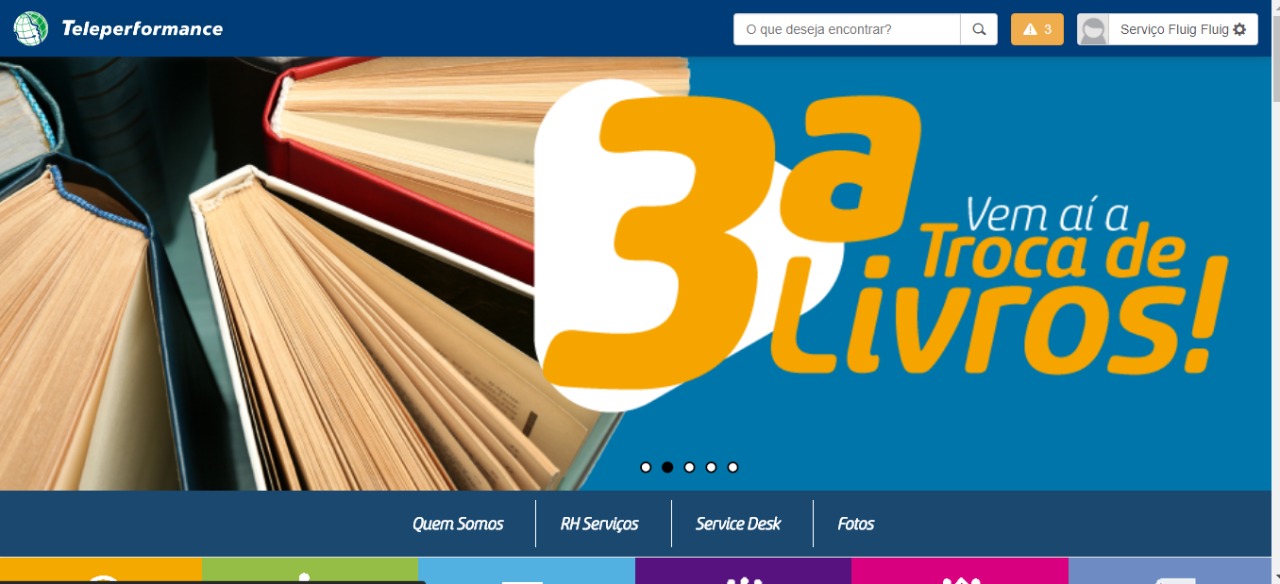 Teleperformance
O que deseja encontrar?
3
Serviço Fluig Fluig
3ª
Vem aí a
Troca de
Livros!
Quem Somos
RH Serviços
Service Desk
Fotos